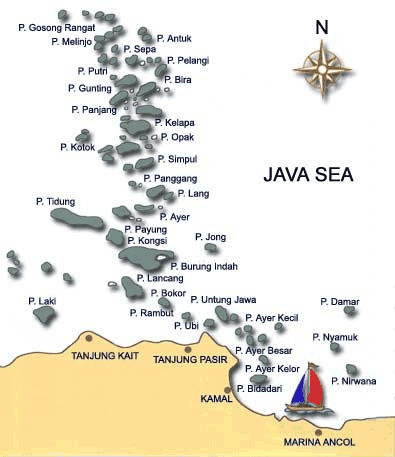 P. Gosong Rangat
N
P. Melinjo
P. Antuk
P. Sepa
P. Pelangi
P. Putri
P. Bira
P. Gunting
P. Panjang
P. Kelapa
P. Opak
P. Kotok
P. Simpul
JAVA SEA
P. Panggang
P. Lang
P. Tidung
P. Ayer
P. Payung
P. Kongsi
P. Jong
P. Burung Indah
P. Lancang
P. Bokor
P. Laki
P. Untung Jawa
P. Damar
P. Rambut
P. Ubi
P. Ayer Kecil
P. Ayer Besar
P. Nyamuk
TANJUNG KAIT
TANJUNG PASIR
P. Ayer Kelor
P. Nirwana
P. Bidadari
KAMAL
MARINA ANCOL